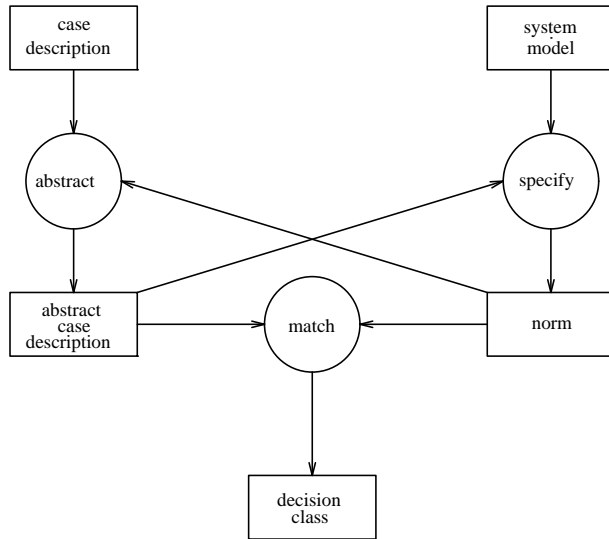 case
description
system
model
abstract
specify
abstract
case
description
match
norm
decision
class